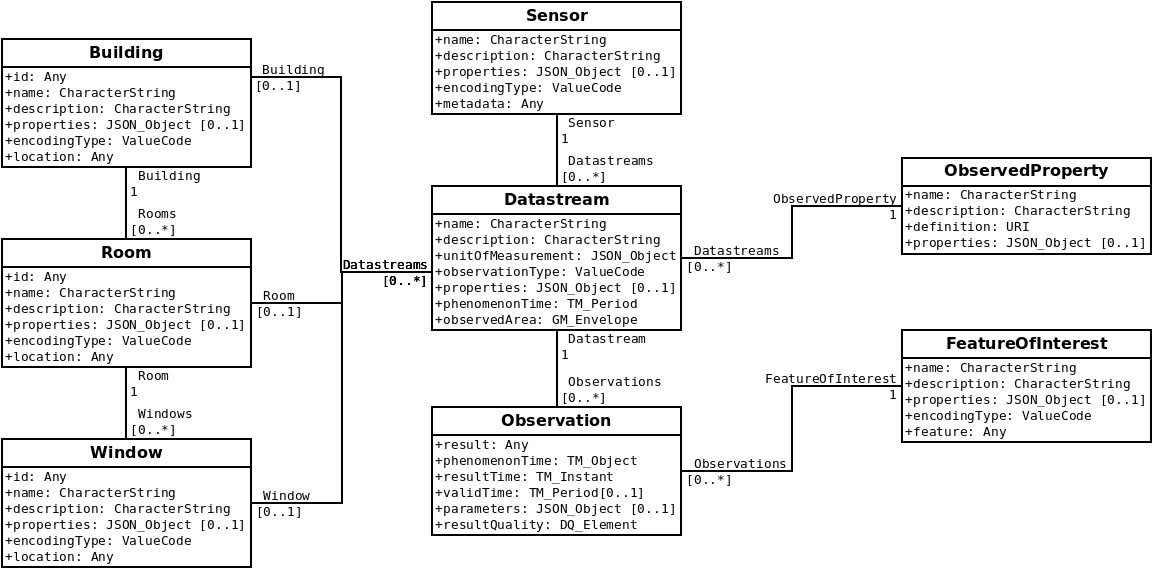 Sensor
+name: CharacterString
+description: CharacterString
+properties: JSON_Object [0..1]
+encodingType: ValueCode
+metadata: Any
Building
+id: Any
+name: CharacterString
+description: CharacterString
+properties: JSON_Object [0..1]
+encodingType: ValueCode
+location: Any
Building
[0..1]
Sensor
1
Datastreams
[0..*]
Building
1
Rooms
[0..*]
Room
+id: Any
+name: CharacterString
+description: CharacterString
+properties: JSON_Object [0..1]
+encodingType: ValueCode
+location: Any
Room
[0..1]
Datastreams
[0..*]
Datastream
+name: CharacterString
+description: CharacterString
+unitOfMeasurement: JSON_Object
+observationType: ValueCode
+properties: JSON_Object [0..1]
+phenomenonTime: TM_Period
+observedArea: GM_Envelope
Datastreams
[0..*]
ObservedProperty
1
ObservedProperty
+name: CharacterString
+description: CharacterString
+definition: URI
+properties: JSON_Object [0..1]
Room
1
Windows
[0..*]
Datastream
1
Observations
[0..*]
Window
+id: Any
+name: CharacterString
+description: CharacterString
+properties: JSON_Object [0..1]
+encodingType: ValueCode
+location: Any
Window
[0..1]
Observation
+result: Any
+phenomenonTime: TM_Object
+resultTime: TM_Instant
+validTime: TM_Period[0..1]
+parameters: JSON_Object [0..1]
+resultQuality: DQ_Element
Observations
[0..*]
FeatureOfInterest
1
FeatureOfInterest
+name: CharacterString
+description: CharacterString
+properties: JSON_Object [0..1]
+encodingType: ValueCode
+feature: Any